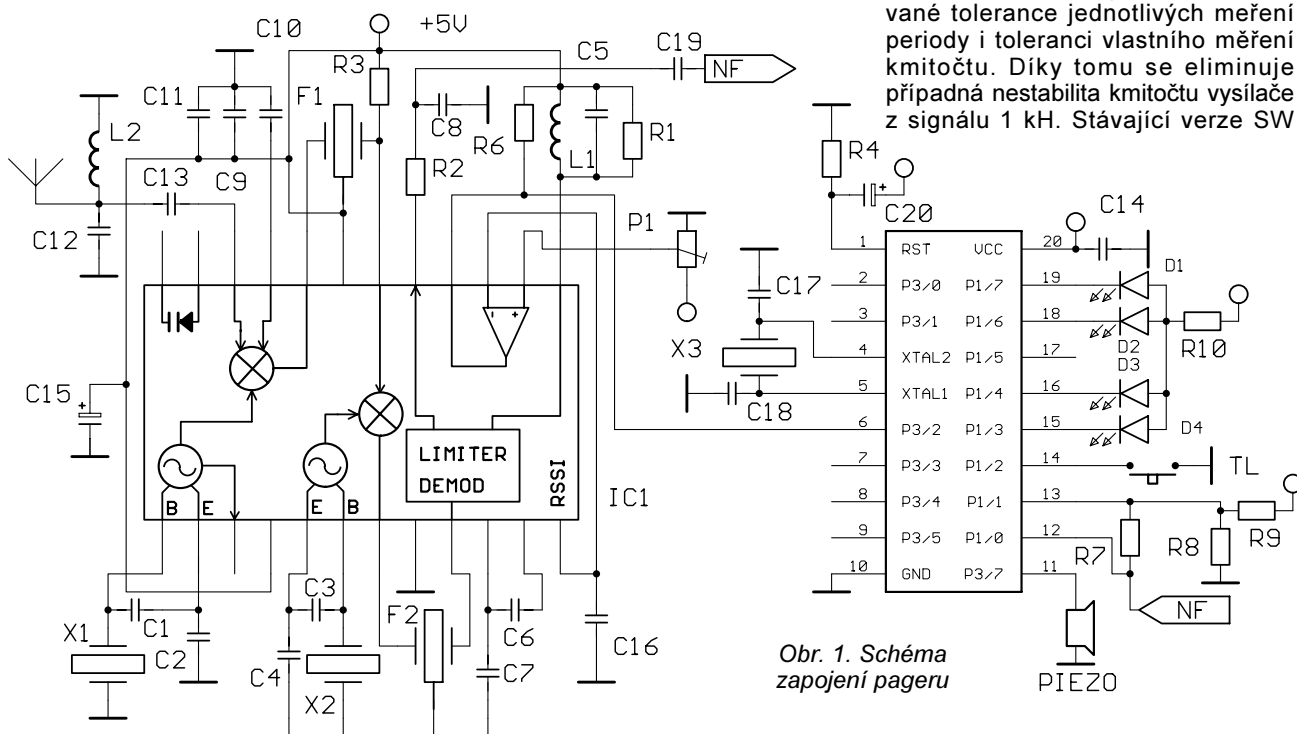 vané tolerance jednotlivých meření
periody i toleranci vlastního měření
kmitočtu. Díky tomu se eliminuje
případná nestabilita kmitočtu vysílače
z signálu 1 kH. Stávající verze SW
C10
+5V
C5
C19
NF
R3
F1
C11
C8
R6
R1
L2
R2
L1
C13
C9
C12
P1
R4
C20
C14
1 RST VCC 20
2 P3/0 P1/7 19
3 P3/1 P1/6 18
4 XTAL2 P1/5 17
5 XTAL1 P1/4 16
6 P3/2 P1/3 15
7 P3/3 P1/2 14
8 P3/4 P1/1 13
9 P3/5 P1/0 12
10 GND P3/7 11
D1
D2
D3
D4
R10
C17
X3
C18
- +
C15
LIMITER
DEMOD
RSSI
IC1
B E
E B
TL
R7
R8
R9
NF
PIEZO
X1
C1
C2
C3
C4
X2
F2
C6
C7
C16
Obr. 1. Schéma
zapojení pageru